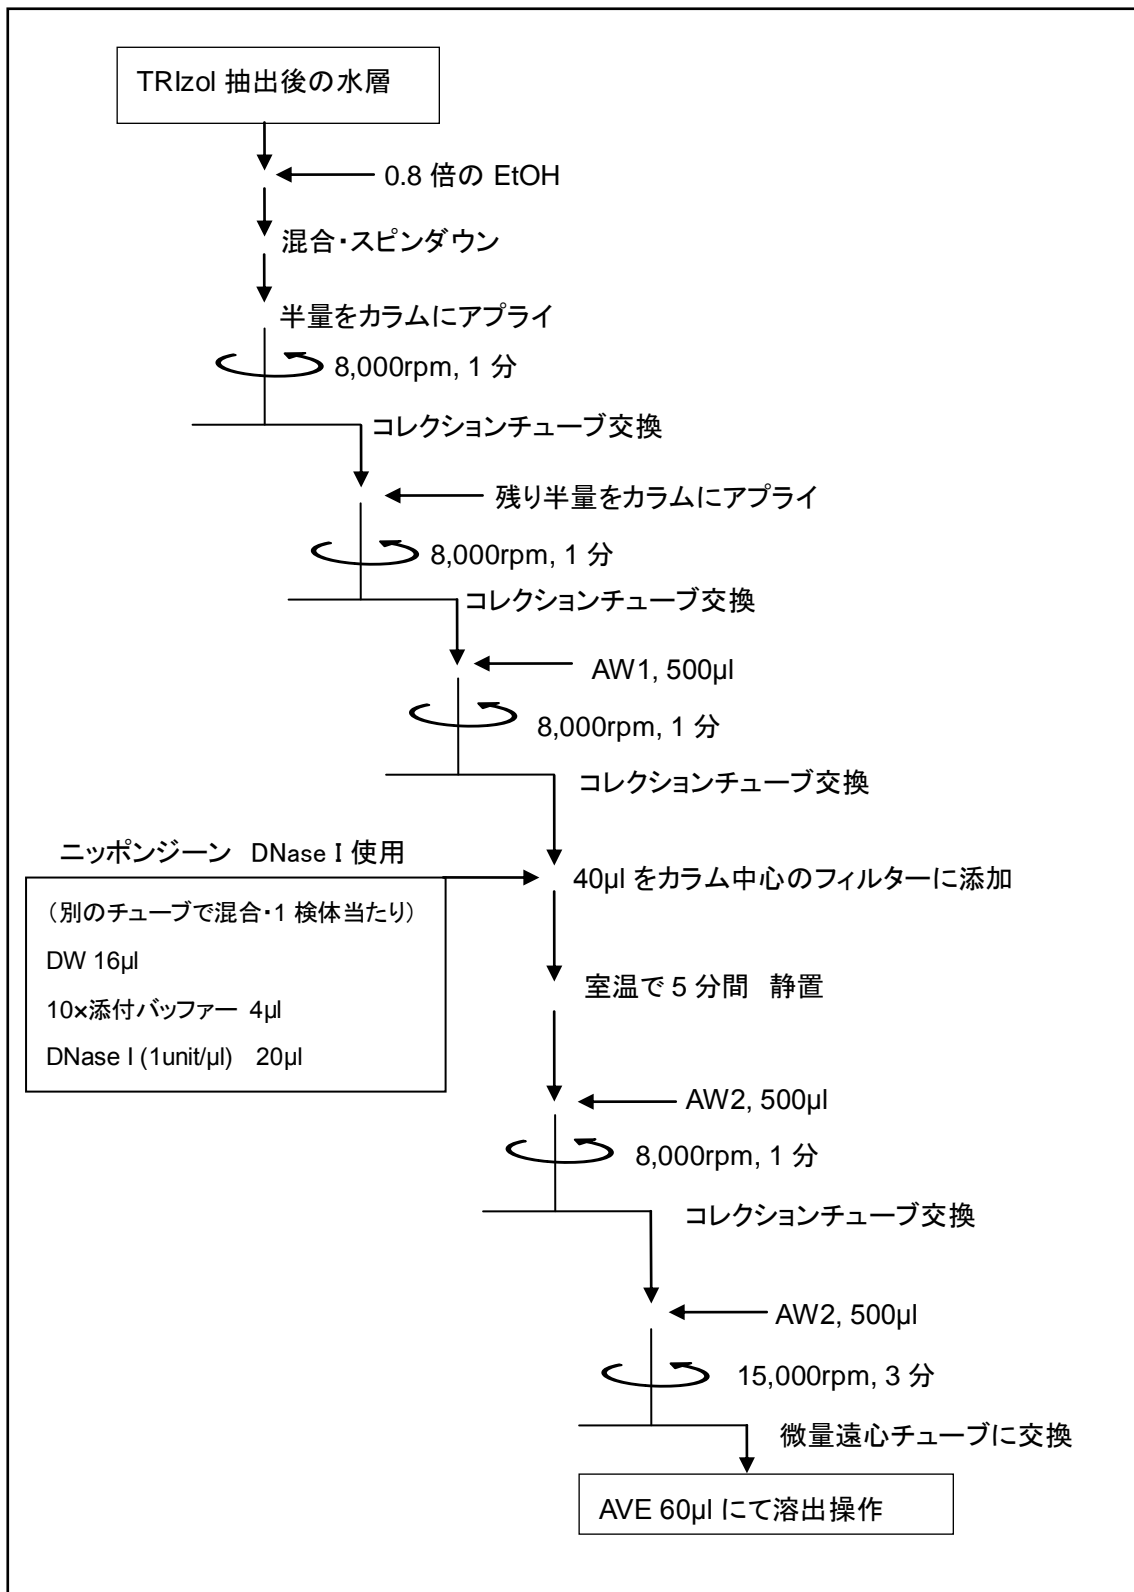 TRIzol 抽出後の水層
0.8 倍の EtOH
混合・スピンダウン
半量をカラムにアプライ
8,000rpm, 1 分
コレクションチューブ交換
残り半量をカラムにアプライ
8,000rpm, 1 分
コレクションチューブ交換
AW1, 500μl
8,000rpm, 1 分
コレクションチューブ交換
ニッポンジーン DNase I 使用
（別のチューブで混合・1 検体当たり）
DW 16μl
10×添付バッファー 4μl
DNase I (1unit/μl) 20μl
40μl をカラム中心のフィルターに添加
室温で 5 分間 静置
AW2, 500μl
8,000rpm, 1 分
コレクションチューブ交換
AW2, 500μl
15,000rpm, 3 分
微量遠心チューブに交換
AVE 60μl にて溶出操作